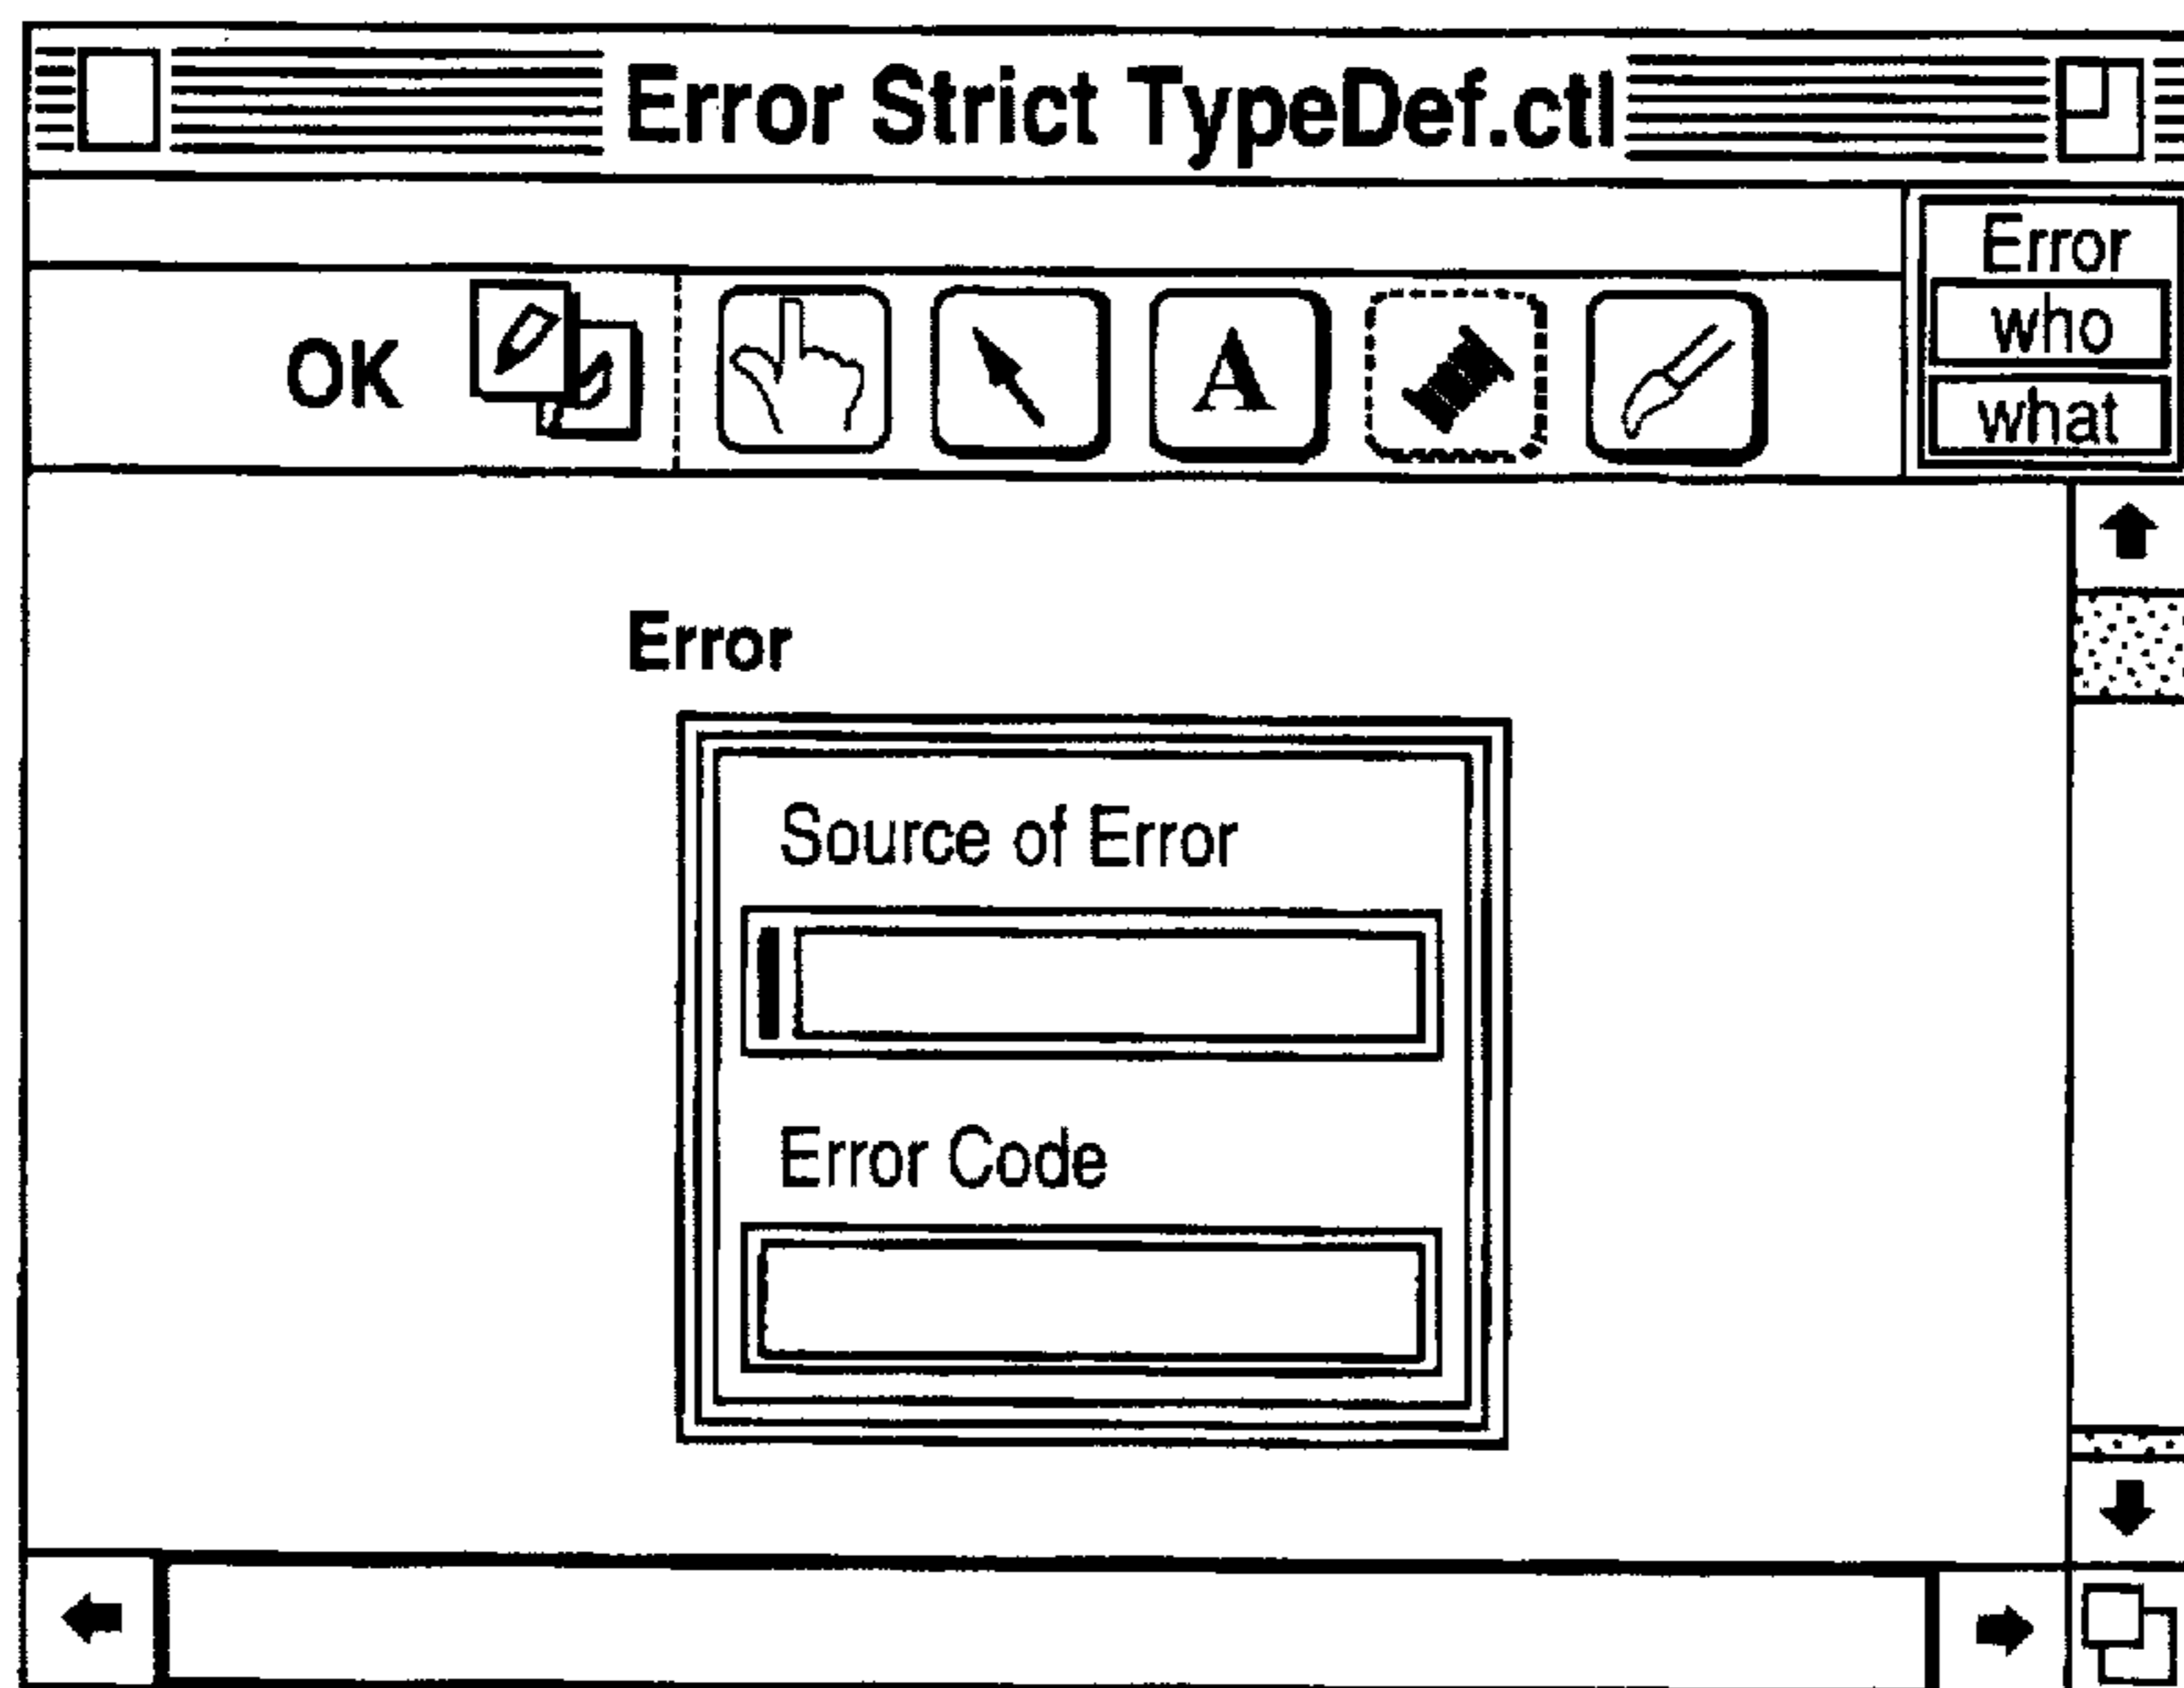 Error Strict TypeDef.ctl
Error
who
what
OK
A
Error
Source of Error
Error Code